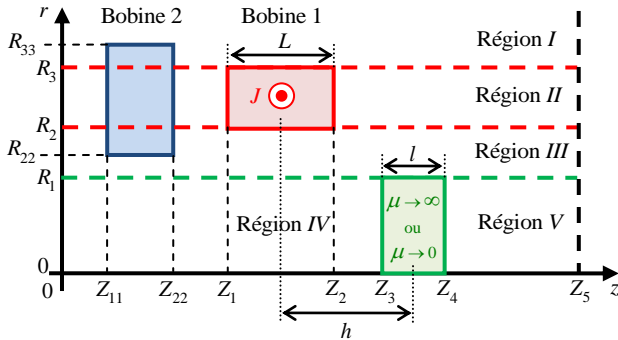 r Bobine 2 Bobine 1
R₃₃ L Région I
R₃
J Région II
R₂
R₂₂ l Région III
R₁
μ→∞
Région IV ou Région V
μ→0
0
0 Z₁₁ Z₂₂ Z₁ Z₂ Z₃ Z₄ Z₅ z
h